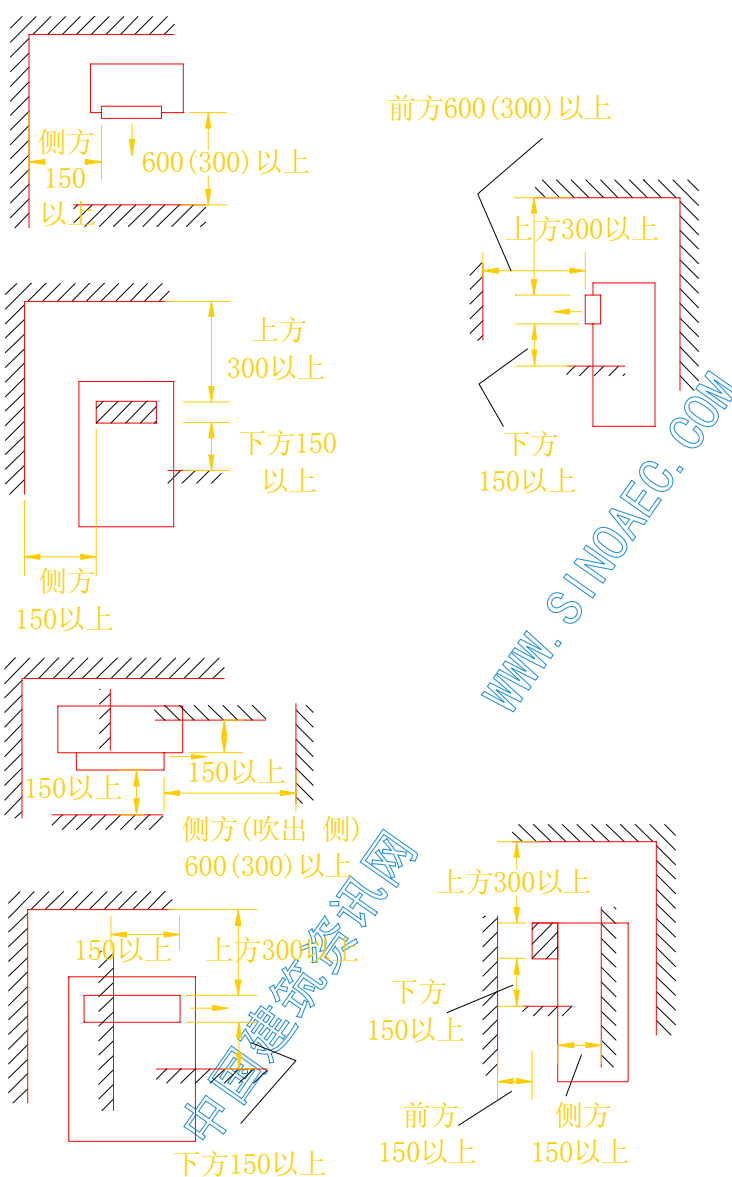 侧方
150
以上
600(300)以上
前方600(300)以上
上方300以上
下方
150以上
上方
300以上
下方150
以上
侧方
150以上
WWW.SINOAEC.COM
150以上
150以上
侧方(吹出 侧)
600(300)以上
150以上
上方300以上
下方150以上
中国建筑资讯网
上方300以上
下方
150以上
前方
150以上
侧方
150以上